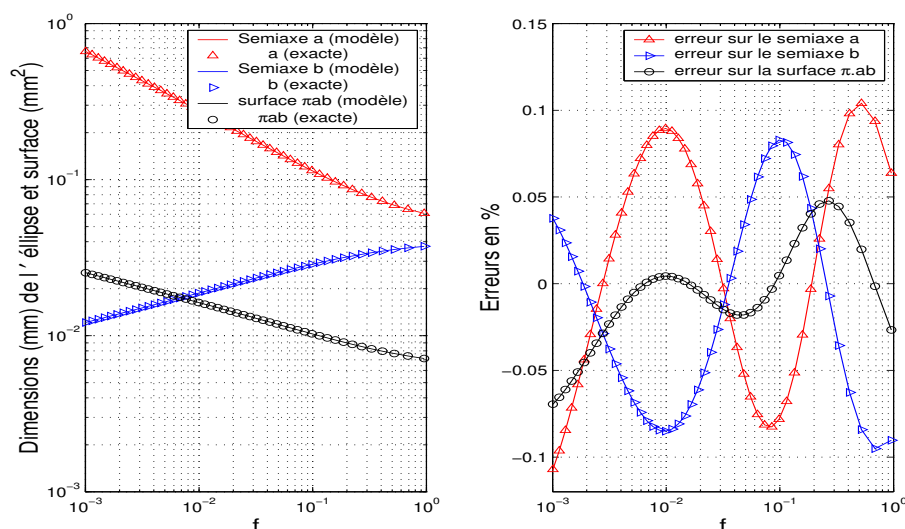 Dimensions (mm) de l ' éllipse et surface (mm²)
10⁰
10⁻¹
10⁻²
10⁻³
10⁻³ 10⁻² 10⁻¹ 10⁰
f
Semiaxe a (modèle)
a (exacte)
Semiaxe b (modèle)
b (exacte)
surface πab (modèle)
πab (exacte)
Erreurs en %
0.15
0.1
0.05
0
−0.05
−0.1
10⁻³ 10⁻² 10⁻¹ 10⁰
f
erreur sur le semiaxe a
erreur sur le semiaxe b
erreur sur la surface π.ab